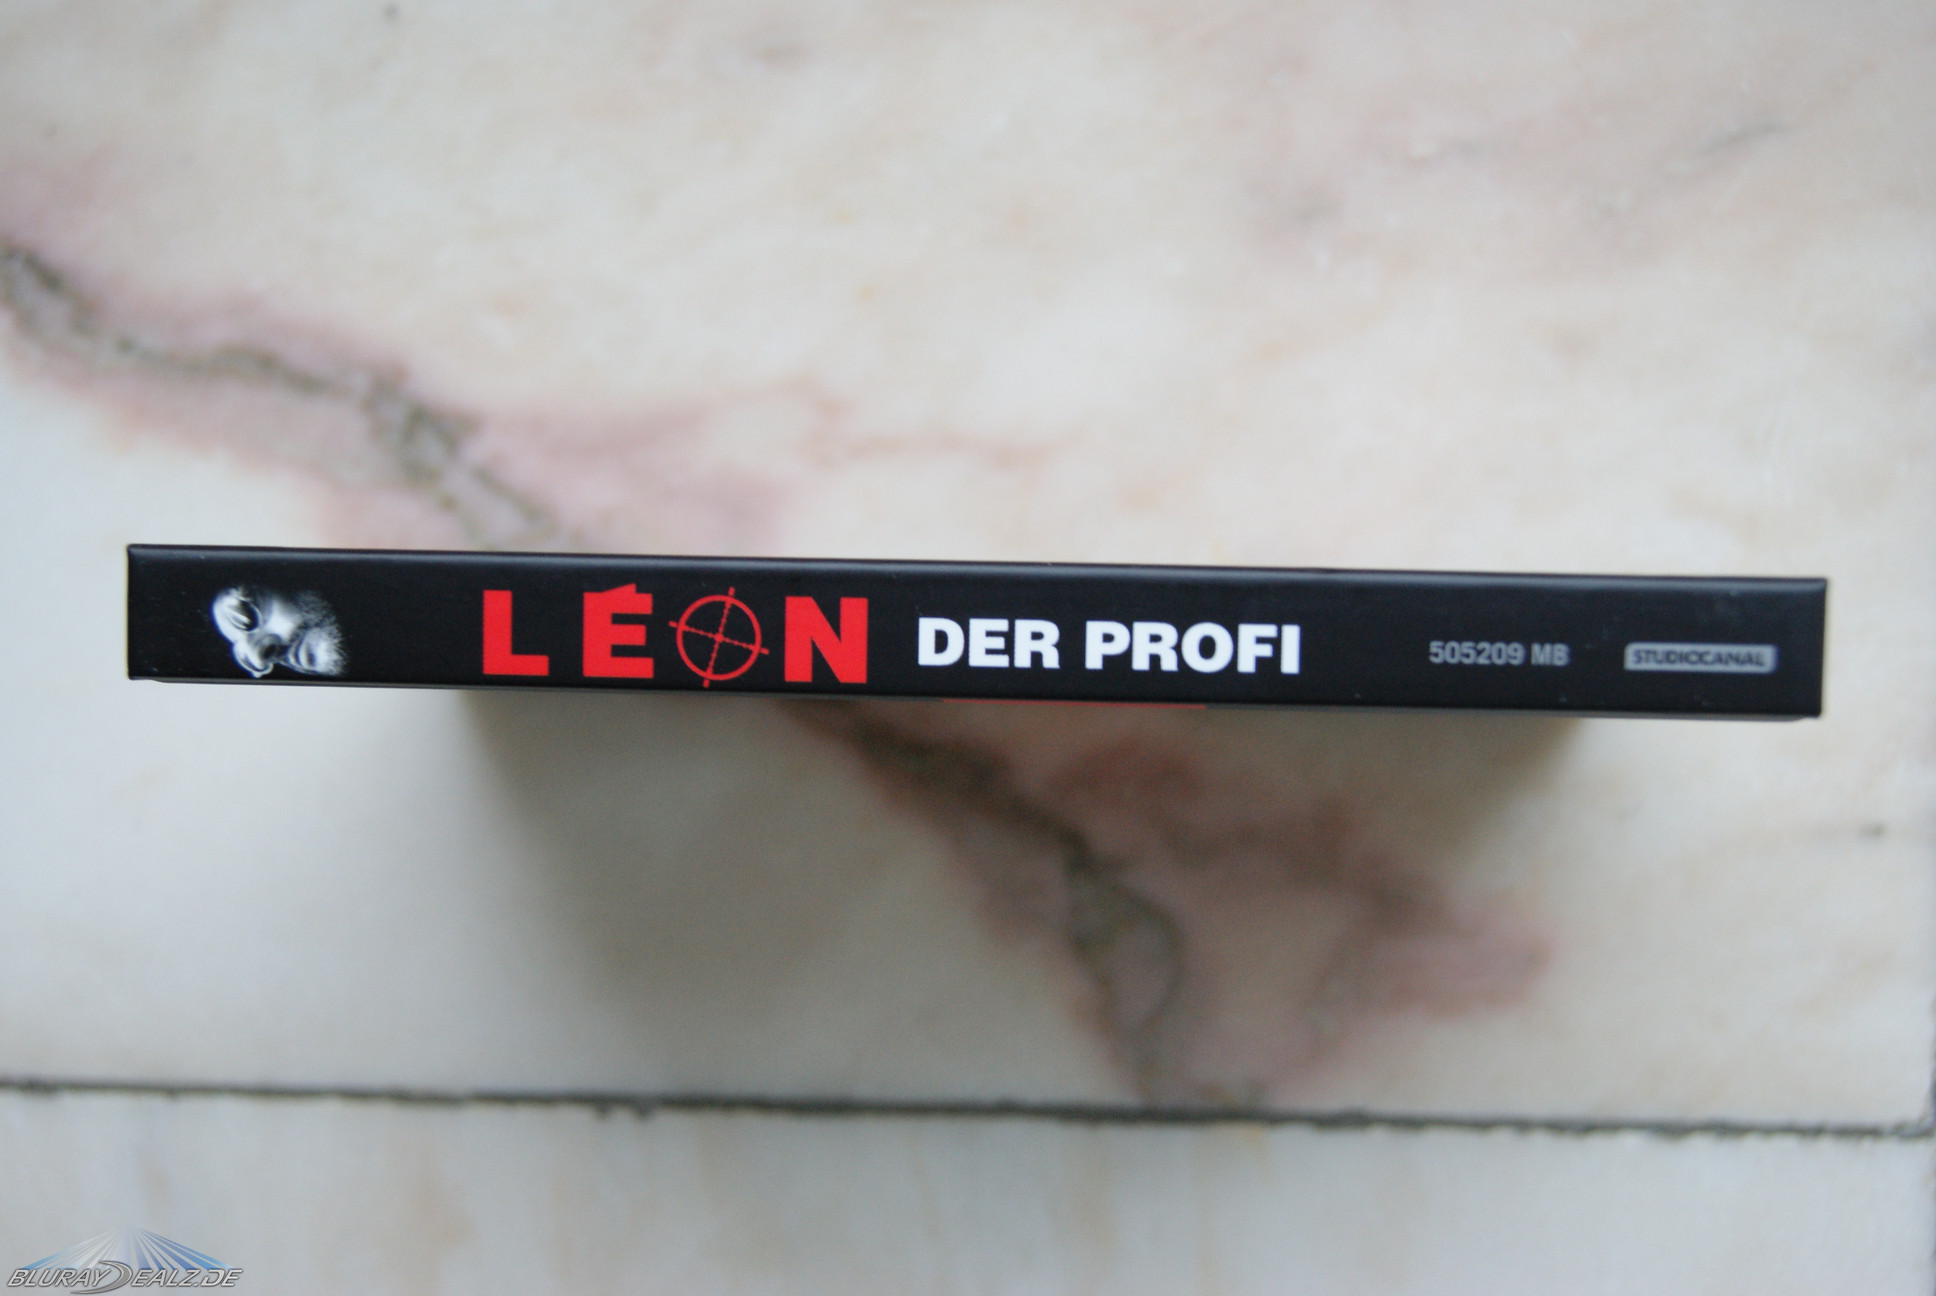 LÉON DER PROFI 505209 MB STUDIOCANAL
BLURAYDEALZ.DE